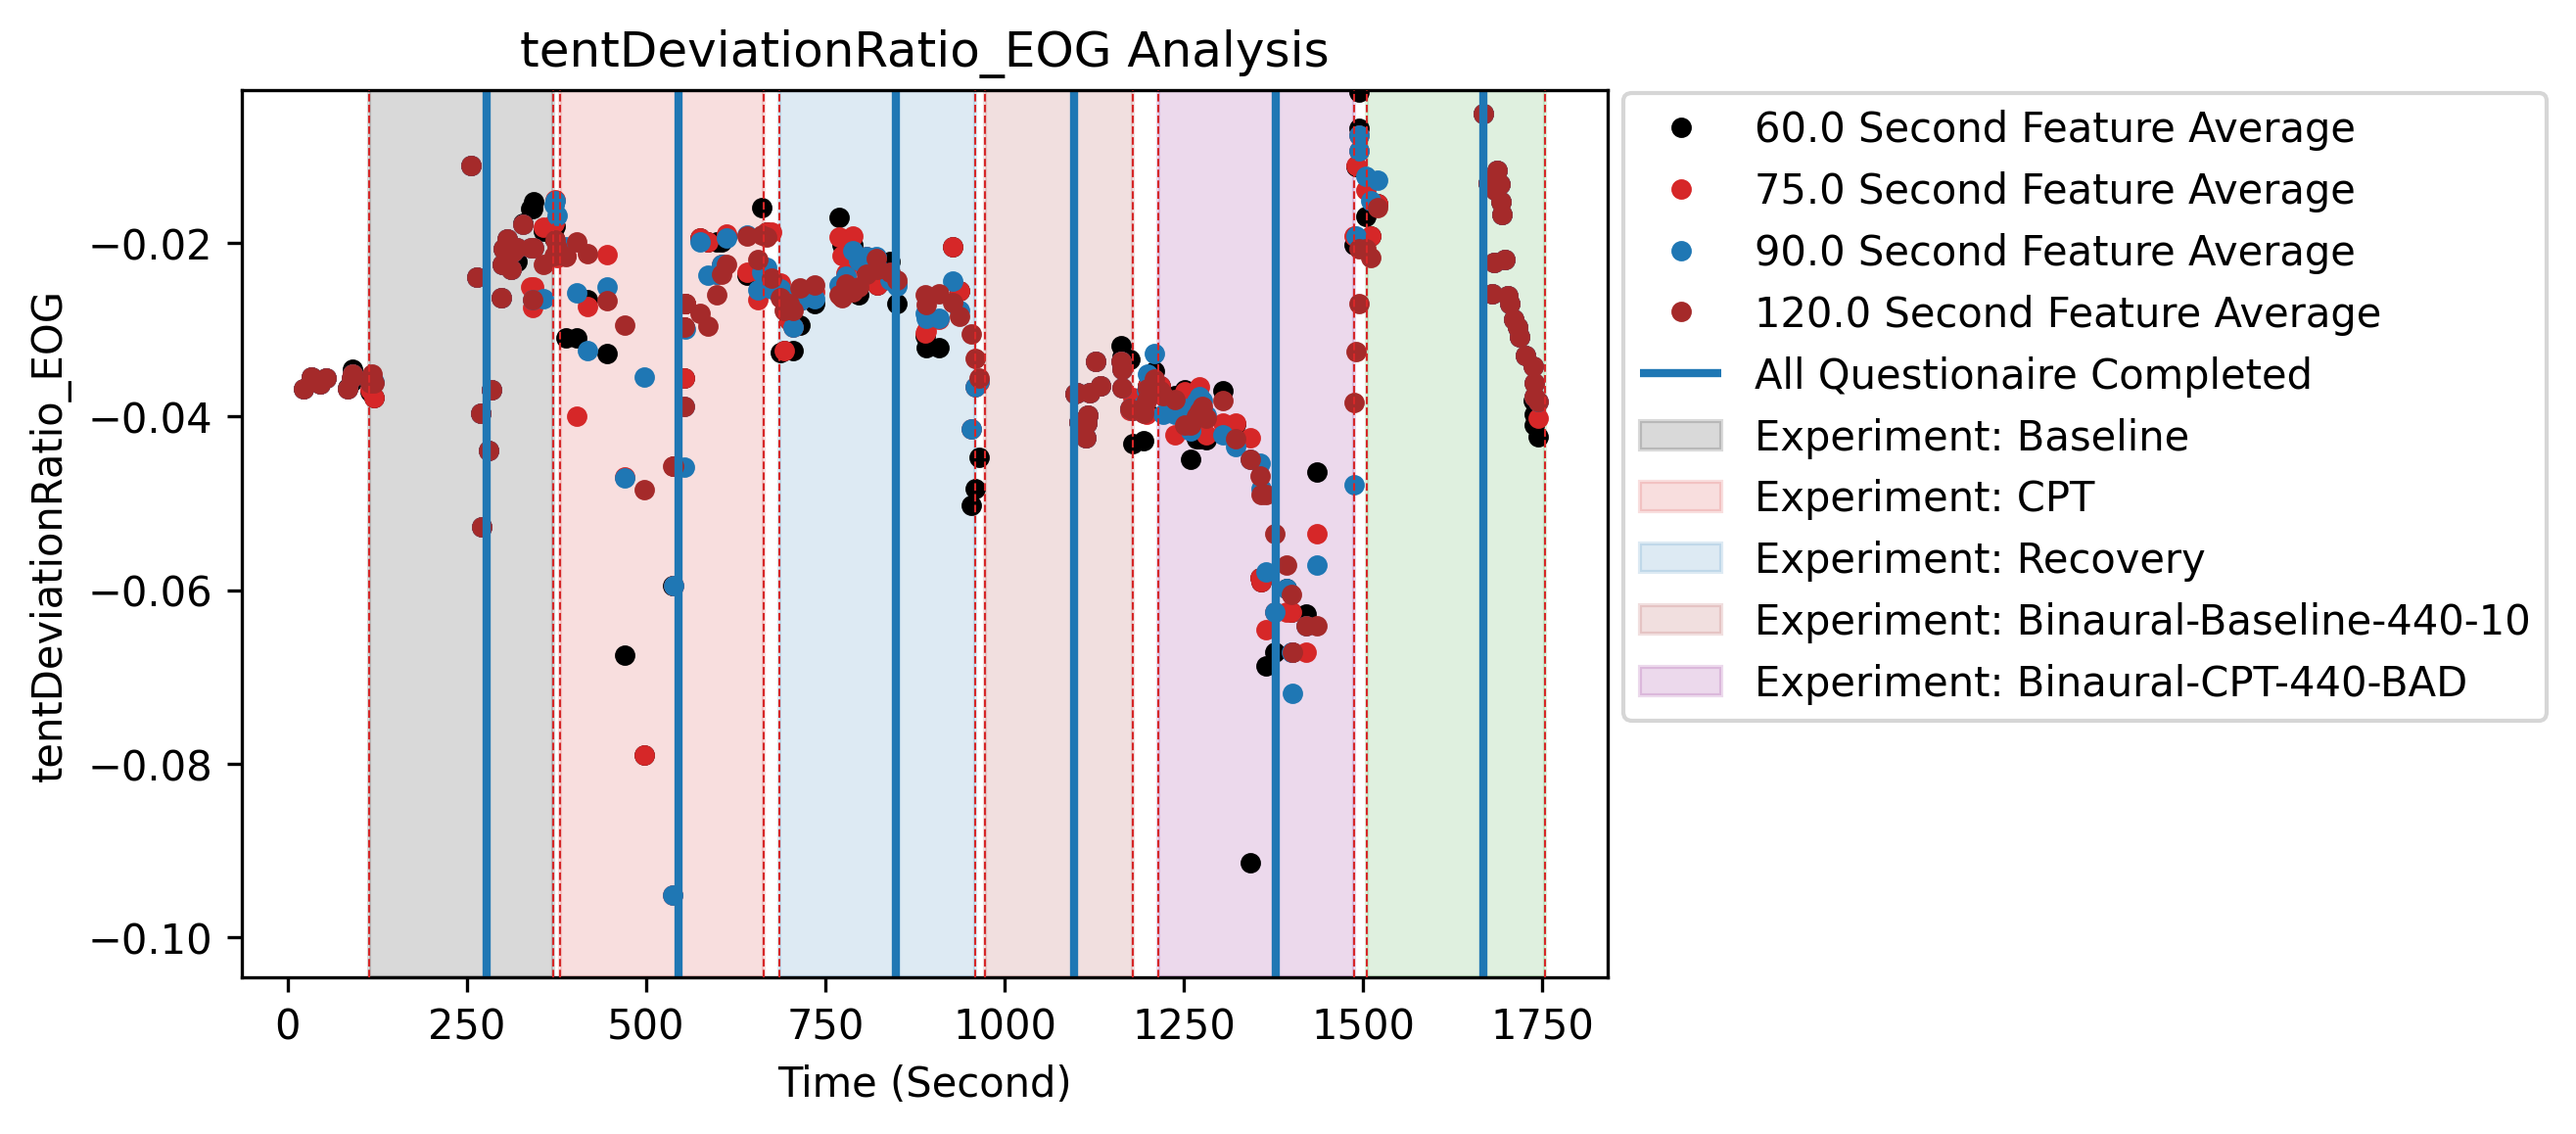 tentDeviationRatio_EOG Analysis
−0.02
−0.04
−0.06
−0.08
−0.10
tentDeviationRatio_EOG
0 250 500 750 1000 1250 1500 1750
Time (Second)
60.0 Second Feature Average
75.0 Second Feature Average
90.0 Second Feature Average
120.0 Second Feature Average
All Questionaire Completed
Experiment: Baseline
Experiment: CPT
Experiment: Recovery
Experiment: Binaural-Baseline-440-10
Experiment: Binaural-CPT-440-BAD